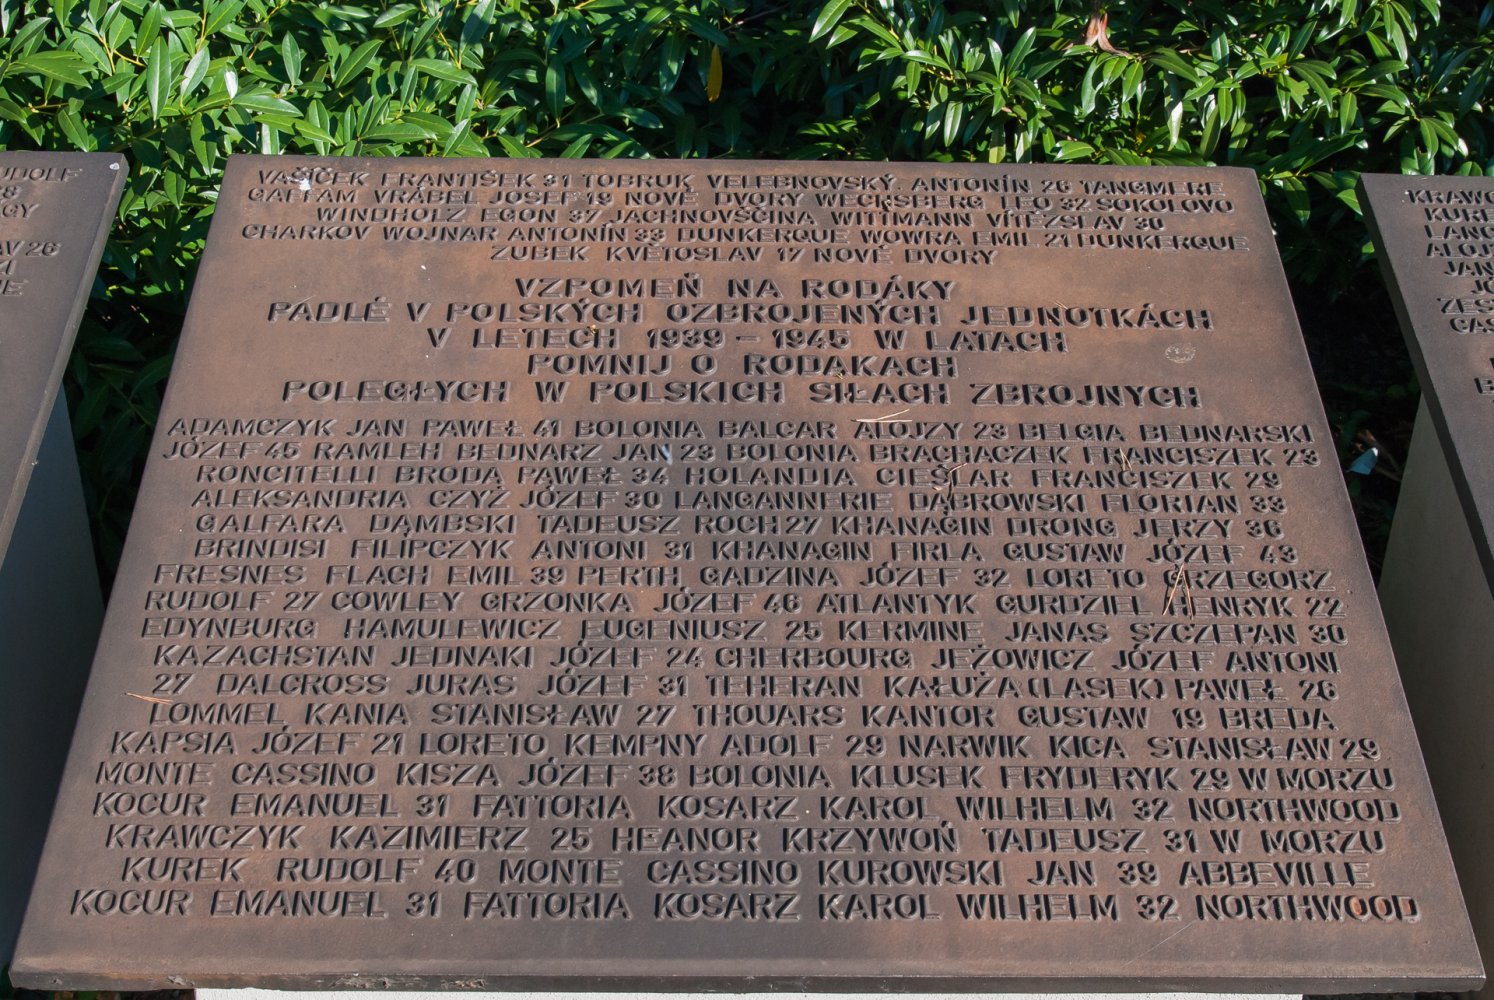 VAŠÍČEK FRANTIŠEK 31 TOBRUK VELEBNOVSKÝ ANTONÍN 26 TANGMERE
GAFFAM VRÁBEL JOSEF 19 NOVÉ DVORY WECHSBERG LEO 32 SOKOLOVO
WINDHOLZ EGON 37 JACHNOVŠČINA WITTMANN VÍTĚZSLAV 30
CHARKOV WOJNAR ANTONÍN 33 DUNKERQUE WOWRA EMIL 21 DUNKERQUE
ZUBEK KVĚTOSLAV 17 NOVÉ DVORY
VZPOMEŇ NA RODÁKY
PADLÉ V POLSKÝCH OZBROJENÝCH JEDNOTKÁCH
V LETECH 1939 - 1945 W LATACH
POMNIJ O RODAKACH
POLEGŁYCH W POLSKICH SIŁACH ZBROJNYCH
ADAMCZYK JAN PAWEŁ 41 BOLONIA BALCAR ALOJZY 23 BELGIA BEDNARSKI
JÓZEF 45 RAMLEH BEDNARZ JAN 23 BOLONIA BRACHACZEK FRANCISZEK 23
RONCITELLI BRODA PAWEŁ 34 HOLANDIA CIEŚLAR FRANCISZEK 29
ALEKSANDRIA CZYŻ JÓZEF 30 LANGANNERIE DĄBROWSKI FLORIAN 33
GALFARA DĄMBSKI TADEUSZ ROCH 27 KHANAGIN DRONG JERZY 36
BRINDISI FILIPCZYK ANTONI 31 KHANAGIN FIRLA GUSTAW JÓZEF 43
FRESNES FLACH EMIL 39 PERTH GADZINA JÓZEF 32 LORETO GRZEGORZ
RUDOLF 27 COWLEY GRZONKA JÓZEF 46 ATLANTYK GURDZIEL HENRYK 22
EDYNBURG HAMULEWICZ EUGENIUSZ 25 KERMINE JANAS SZCZEPAN 30
KAZACHSTAN JEDNAKI JÓZEF 24 CHERBOURG JEŻOWICZ JÓZEF ANTONI
27 DALCROSS JURAS JÓZEF 31 TEHERAN KAŁUŻA (LASEK) PAWEŁ 26
LOMMEL KANIA STANISŁAW 27 THOUARS KANTOR GUSTAW 19 BREDA
KAPSIA JÓZEF 21 LORETO KEMPNY ADOLF 29 NARWIK KICA STANISŁAW 29
MONTE CASSINO KISZA JÓZEF 38 BOLONIA KLUSEK FRYDERYK 29 W MORZU
KOCUR EMANUEL 31 FATTORIA KOSARZ KAROL WILHELM 32 NORTHWOOD
KRAWCZYK KAZIMIERZ 25 HEANOR KRZYWOŃ TADEUSZ 31 W MORZU
KUREK RUDOLF 40 MONTE CASSINO KUROWSKI JAN 39 ABBEVILLE
KOCUR EMANUEL 31 FATTORIA KOSARZ KAROL WILHELM 32 NORTHWOOD